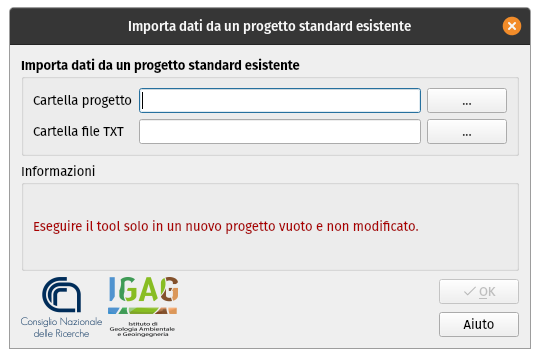 Importa dati da un progetto standard esistente
Importa dati da un progetto standard esistente
Cartella progetto
...
Cartella file TXT
...
Informazioni
Eseguire il tool solo in un nuovo progetto vuoto e non modificato.
Consiglio Nazionale
delle Ricerche
IGAG
Istituto di
Geologia Ambientale
e Geoingegneria
OK
Aiuto